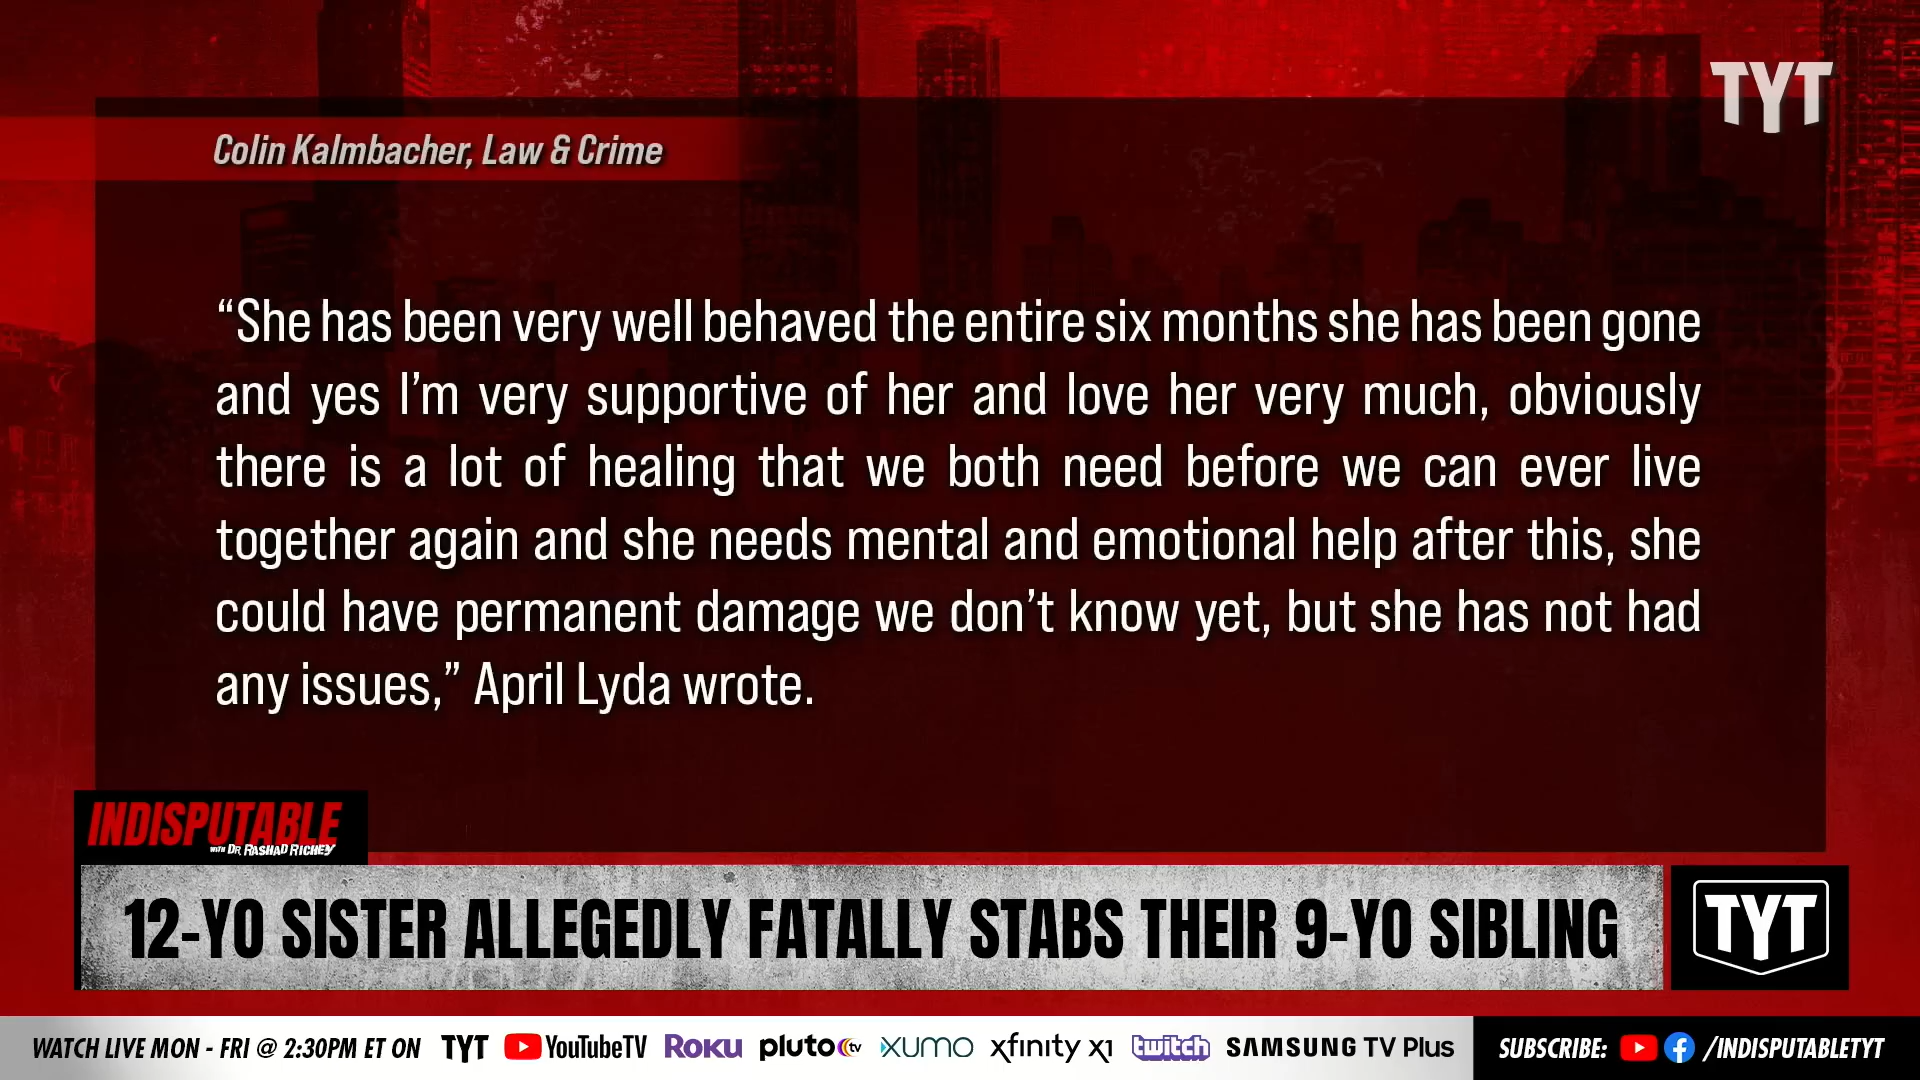 TYT
Colin Kalmbacher, Law & Crime
“She has been very well behaved the entire six months she has been gone
and yes I’m very supportive of her and love her very much, obviously
there is a lot of healing that we both need before we can ever live
together again and she needs mental and emotional help after this, she
could have permanent damage we don’t know yet, but she has not had
any issues,” April Lyda wrote.
INDISPUTABLE
WITH DR RASHAD RICHEY
12-YO SISTER ALLEGEDLY FATALLY STABS THEIR 9-YO SIBLING
TYT
WATCH LIVE MON - FRI @ 2:30PM ET ON TYT YouTubeTV ROKU pluto tv XUMO xfinity x1 twitch SAMSUNG TV Plus SUBSCRIBE: /INDISPUTABLETYT